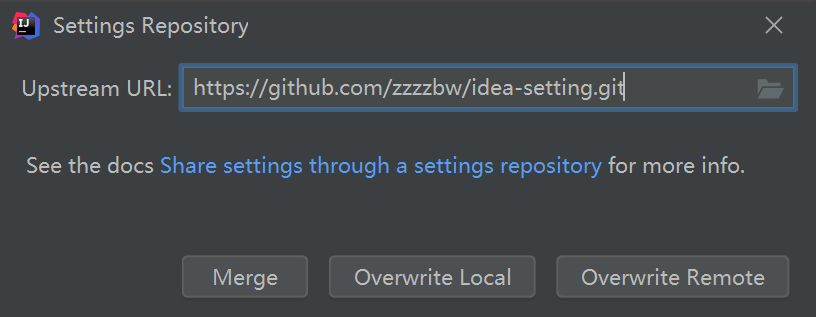 Settings Repository
Upstream URL: https://github.com/zzzzbw/idea-setting.git
See the docs Share settings through a settings repository for more info.
Merge Overwrite Local Overwrite Remote